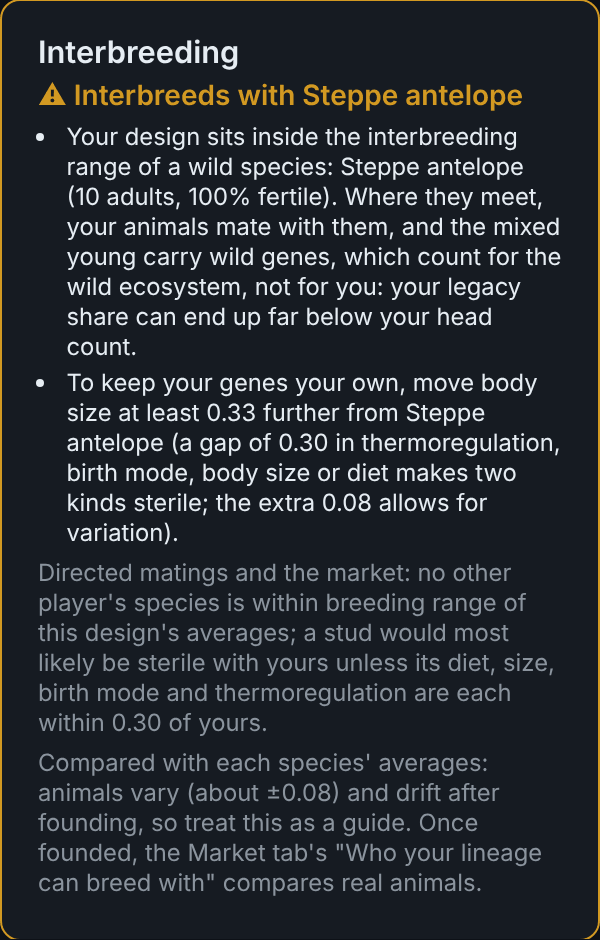 Interbreeding
⚠ Interbreeds with Steppe antelope
• Your design sits inside the interbreeding
range of a wild species: Steppe antelope
(10 adults, 100% fertile). Where they meet,
your animals mate with them, and the mixed
young carry wild genes, which count for the
wild ecosystem, not for you: your legacy
share can end up far below your head
count.
• To keep your genes your own, move body
size at least 0.33 further from Steppe
antelope (a gap of 0.30 in thermoregulation,
birth mode, body size or diet makes two
kinds sterile; the extra 0.08 allows for
variation).
Directed matings and the market: no other
player's species is within breeding range of
this design's averages; a stud would most
likely be sterile with yours unless its diet, size,
birth mode and thermoregulation are each
within 0.30 of yours.
Compared with each species' averages:
animals vary (about ±0.08) and drift after
founding, so treat this as a guide. Once
founded, the Market tab's "Who your lineage
can breed with" compares real animals.